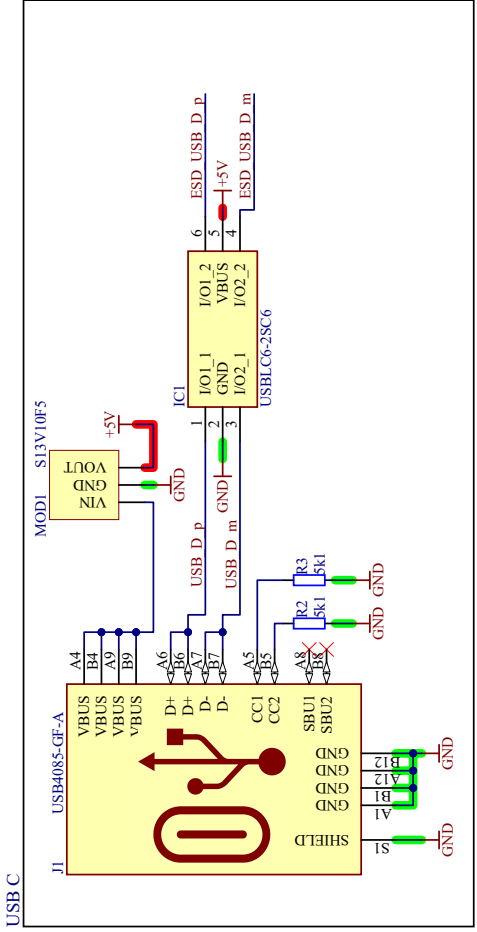 USB C
J1
USB4085-GF-A
VBUS
VBUS
VBUS
VBUS
A4
B4
A9
B9
D+
D+
D-
D-
A6
B6
A7
B7
CC1
CC2
A5
B5
SBU1
SBU2
A8
B8
GND
GND
GND
GND
B12
A12
B1
A1
GND
SHIELD
S1
GND
MOD1
S13V10F5
VIN
GND
VOUT
GND
+5V
USB_D_p
USB_D_m
GND
IC1
USBLC6-2SC6
1
2
3
I/O1_1
GND
I/O2_1
I/O1_2
VBUS
I/O2_2
6
5
4
+5V
ESD_USB_D_p
ESD_USB_D_m
R3
5k1
GND
R2
5k1
GND